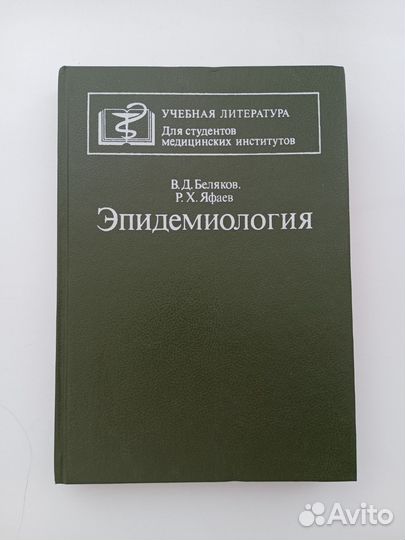 УЧЕБНАЯ ЛИТЕРАТУРА
Для студентов
медицинских институтов
В. Д. Беляков.
Р. Х. Яфаев
Эпидемиология
Avito